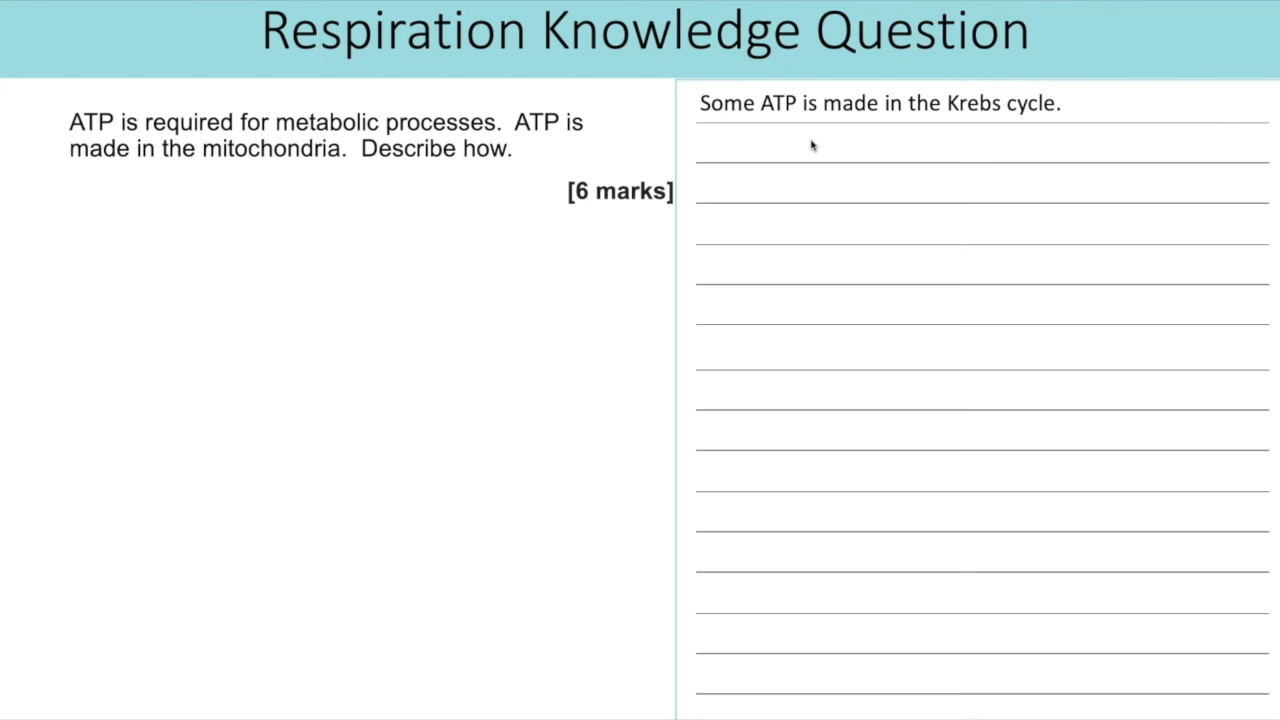 Respiration Knowledge Question
ATP is required for metabolic processes.  ATP is
made in the mitochondria.  Describe how.
[6 marks]
Some ATP is made in the Krebs cycle.